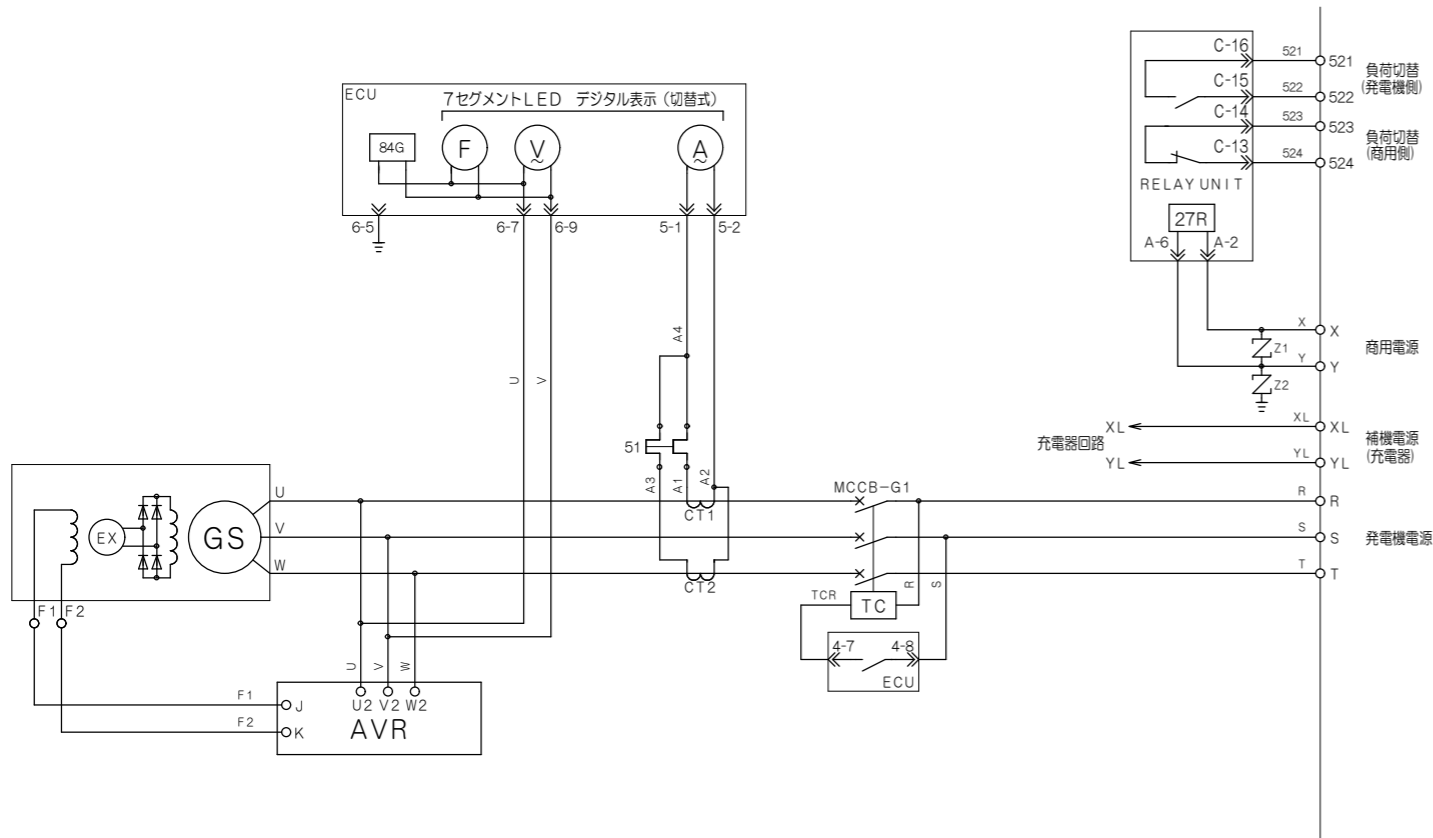 ECU
7セグメントLED デジタル表示（切替式）
84G
F
V
A
6-5
6-7
6-9
5-1
5-2
C-16
521
521
負荷切替
(発電機側)
C-15
522
522
C-14
523
523
負荷切替
(商用側)
C-13
524
524
RELAY UNIT
27R
A-6
A-2
X
X
商用電源
Z1
Y
Y
Z2
XL
XL
XL
補機電源
(充電器)
充電器回路
YL
YL
YL
A4
U
V
51
A3
A1
A2
CT1
CT2
MCCB-G1
R
R
S
S
発電機電源
T
T
U
V
W
EX
GS
F1
F2
TCR
TC
R
S
4-7
4-8
ECU
U
V
W
F1
J
U2
V2
W2
F2
K
AVR